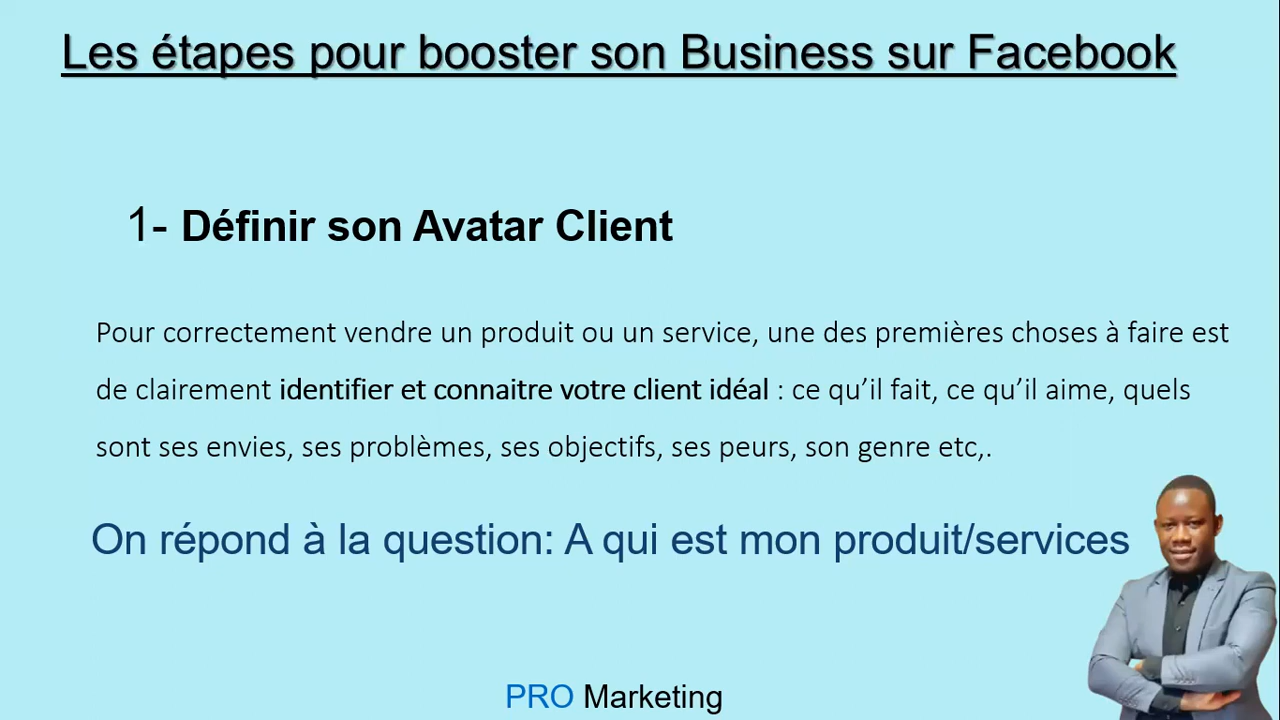 Les étapes pour booster son Business sur Facebook
1- Définir son Avatar Client
Pour correctement vendre un produit ou un service, une des premières choses à faire est
de clairement identifier et connaitre votre client idéal : ce qu’il fait, ce qu’il aime, quels
sont ses envies, ses problèmes, ses objectifs, ses peurs, son genre etc,.
On répond à la question: A qui est mon produit/services
PRO Marketing